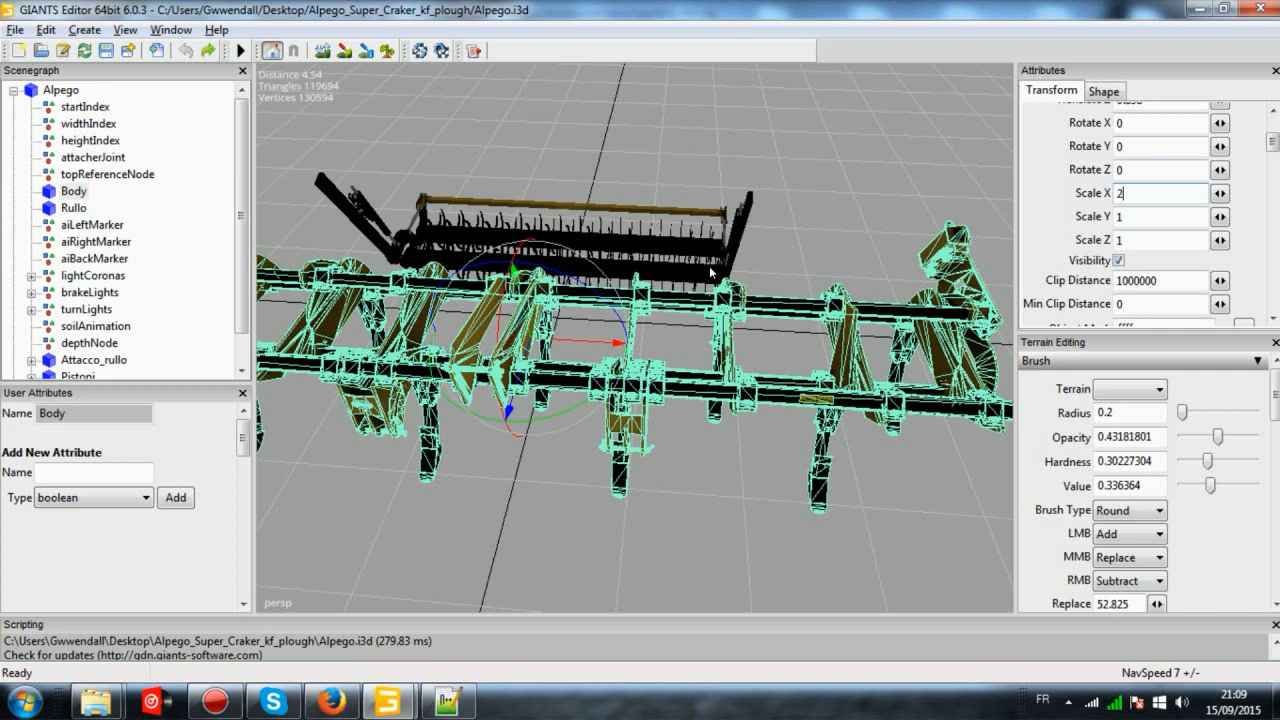 GIANTS Editor 64bit 6.0.3 - C:/Users/Gwwendall/Desktop/Alpego_Super_Craker_kf_plough/Alpego.i3d
File Edit Create View Window Help
Scenegraph
Alpego
startIndex
widthIndex
heightIndex
attacherJoint
topReferenceNode
Body
Rullo
aiLeftMarker
aiRightMarker
aiBackMarker
lightCoronas
brakeLights
turnLights
soilAnimation
depthNode
Attacco_rullo
Pistoni
User Attributes
Name Body
Add New Attribute
Name
Type boolean Add
Distance 4.54
Triangles 119694
Vertices 130594
persp
Attributes
Transform Shape
Rotate X 0
Rotate Y 0
Rotate Z 0
Scale X 2
Scale Y 1
Scale Z 1
Visibility
Clip Distance 1000000
Min Clip Distance 0
Terrain Editing
Brush
Terrain
Radius 0.2
Opacity 0.43181801
Hardness 0.30227304
Value 0.336364
Brush Type Round
LMB Add
MMB Replace
RMB Subtract
Replace 52.825
Scripting
C:\Users\Gwwendall\Desktop\Alpego_Super_Craker_kf_plough\Alpego.i3d (279.83 ms)
Check for updates (http://gdn.giants-software.com)
Ready
NavSpeed 7 +/-
FR
21:09
15/09/2015